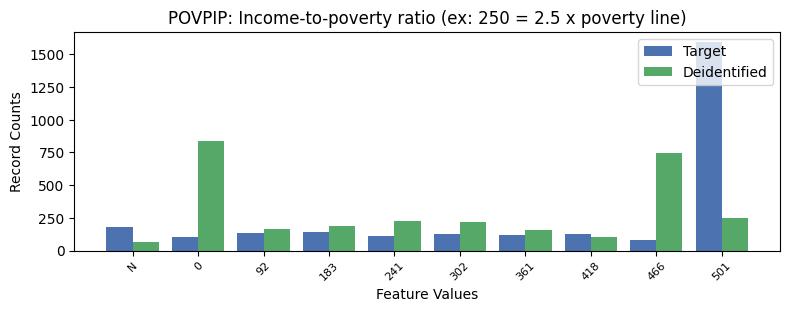 POVPIP: Income-to-poverty ratio (ex: 250 = 2.5 x poverty line)
Target
Deidentified
1500
1250
1000
750
500
250
0
Record Counts
N
0
92
183
241
302
361
418
466
501
Feature Values